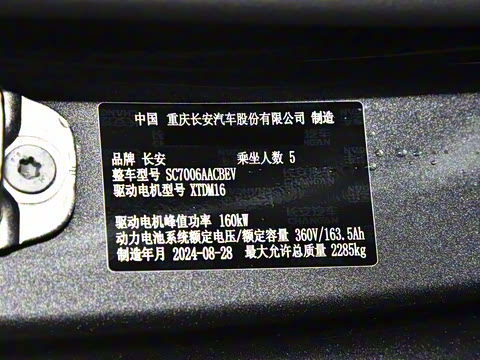 中国 重庆长安汽车股份有限公司 制造
品牌 长安 乘坐人数 5
整车型号 SC7006AACBEV
驱动电机型号 XTDM16
驱动电机峰值功率 160kW
动力电池系统额定电压/额定容量 360V/163.5Ah
制造年月 2024-08-28 最大允许总质量 2285kg